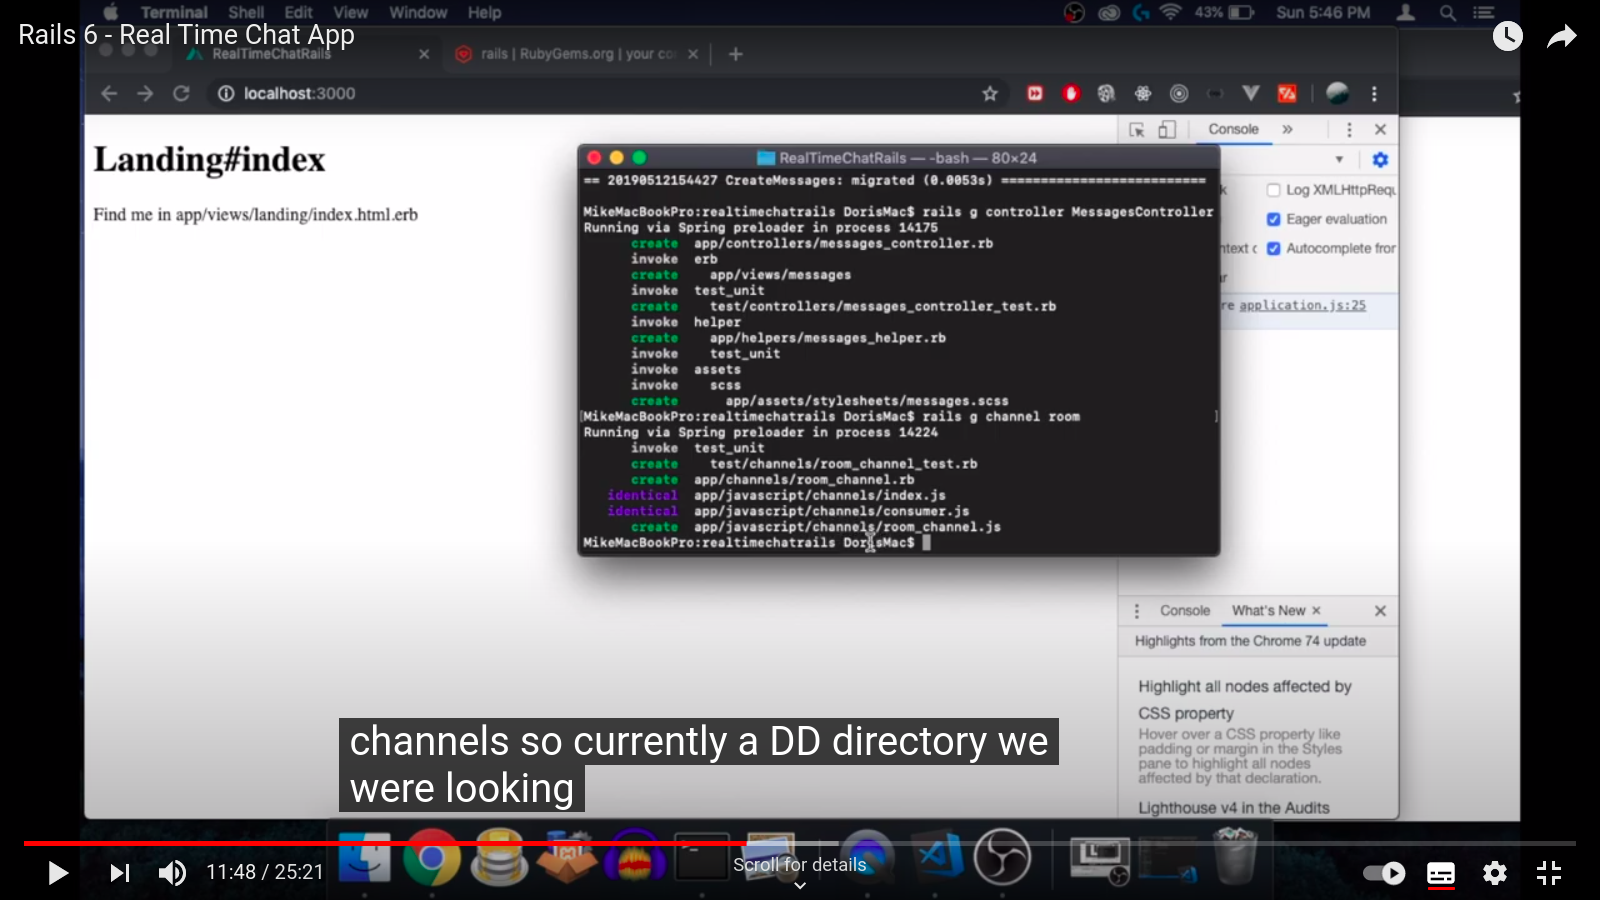 Terminal Shell Edit View Window Help 43% Sun 5:46 PM
Rails 6 - Real Time Chat App
RealTimeChatRails
rails | RubyGems.org | your co
localhost:3000
Landing#index
Find me in app/views/landing/index.html.erb
RealTimeChatRails — -bash — 80×24
== 20190512154427 CreateMessages: migrated (0.0053s) ==========================
MikeMacBookPro:realtimechatrails DorisMac$ rails g controller MessagesController
Running via Spring preloader in process 14175
create app/controllers/messages_controller.rb
invoke erb
create app/views/messages
invoke test_unit
create test/controllers/messages_controller_test.rb
invoke helper
create app/helpers/messages_helper.rb
invoke test_unit
invoke assets
invoke scss
create app/assets/stylesheets/messages.scss
[MikeMacBookPro:realtimechatrails DorisMac$ rails g channel room ]
Running via Spring preloader in process 14224
invoke test_unit
create test/channels/room_channel_test.rb
create app/channels/room_channel.rb
identical app/javascript/channels/index.js
identical app/javascript/channels/consumer.js
create app/javascript/channels/room_channel.js
MikeMacBookPro:realtimechatrails DorisMac$
Console »
k Log XMLHttpRequ
Eager evaluation
ntext c Autocomplete fror
ar
re application.js:25
Console What's New
Highlights from the Chrome 74 update
Highlight all nodes affected by
CSS property
Hover over a CSS property like
padding or margin in the Styles
pane to highlight all nodes
affected by that declaration.
Lighthouse v4 in the Audits
channels so currently a DD directory we
were looking
11:48 / 25:21
Scroll for details